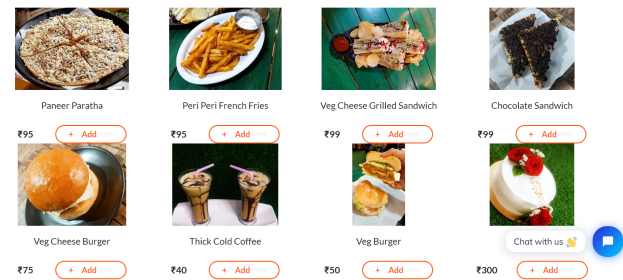 Paneer Paratha Peri Peri French Fries Veg Cheese Grilled Sandwich Chocolate Sandwich
₹95 + Add ₹95 + Add ₹99 + Add ₹99 + Add
Veg Cheese Burger Thick Cold Coffee Veg Burger
Chat with us 👋
₹75 + Add ₹40 + Add ₹50 + Add ₹300 + Add